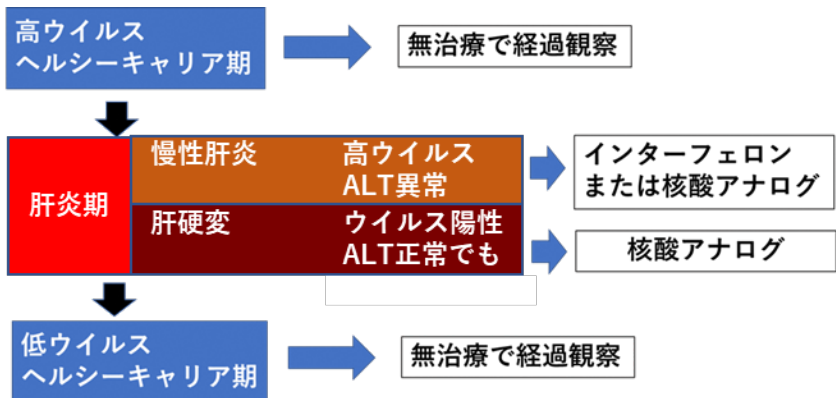 高ウイルス
ヘルシーキャリア期
無治療で経過観察
肝炎期
慢性肝炎
高ウイルス
ALT異常
インターフェロン
または核酸アナログ
肝硬変
ウイルス陽性
ALT正常でも
核酸アナログ
低ウイルス
ヘルシーキャリア期
無治療で経過観察